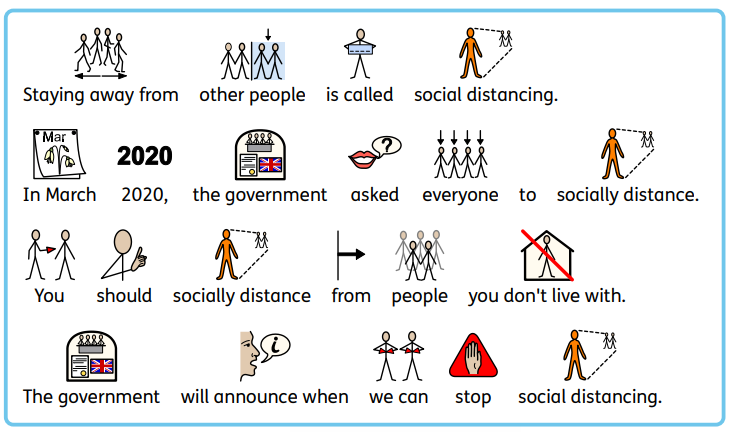 Staying away from other people is called social distancing.
Mar
2020
?
In March 2020, the government asked everyone to socially distance.
You should socially distance from people you don't live with.
i
The government will announce when we can stop social distancing.